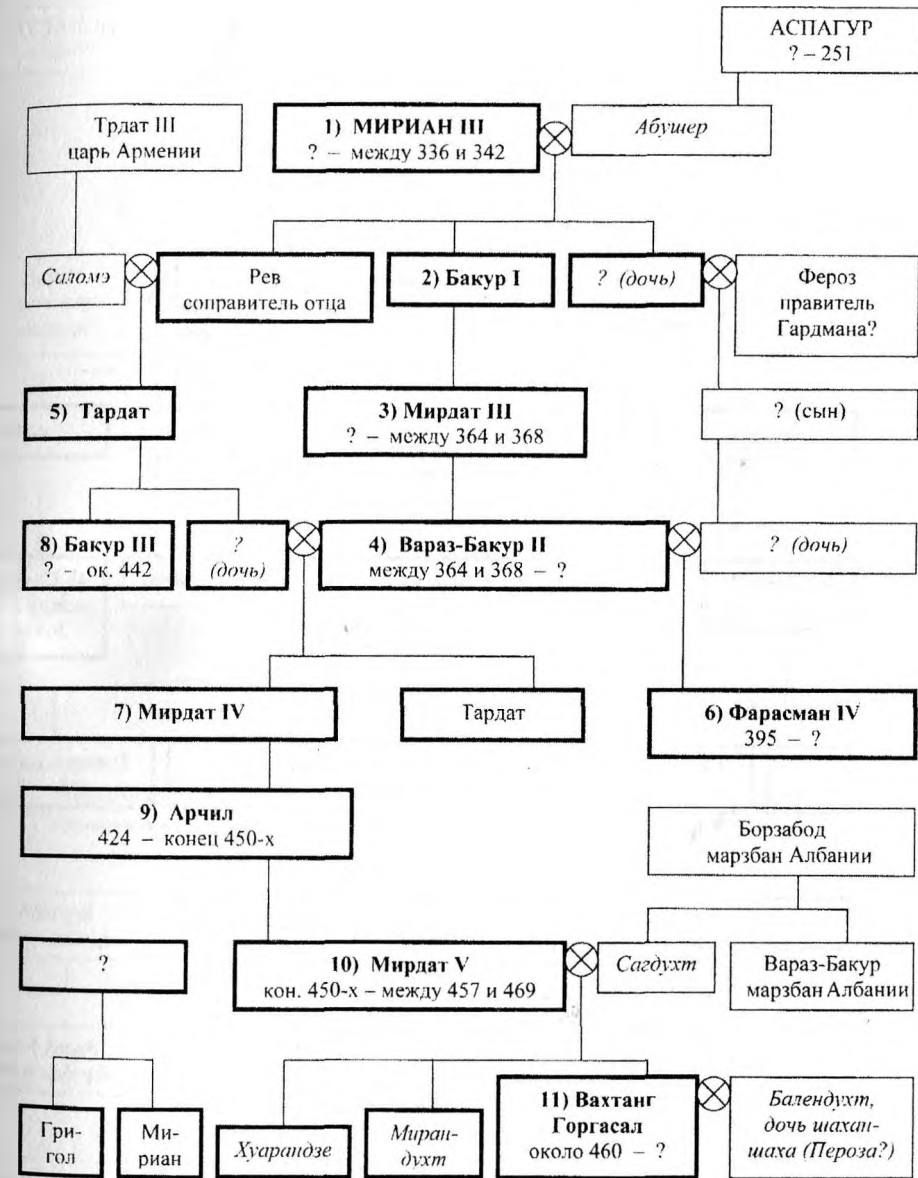 АСПАГУР
? – 251
Трдат III
царь Армении
1) МИРИАН III
? – между 336 и 342
Абушер
Саломэ
Рев
соправитель отца
2) Бакур I
? (дочь)
Фероз
правитель
Гардмана?
5) Тардат
3) Мирдат III
? – между 364 и 368
? (сын)
8) Бакур III
? – ок. 442
?
(дочь)
4) Вараз-Бакур II
между 364 и 368 – ?
? (дочь)
7) Мирдат IV
Тардат
6) Фарасман IV
395 – ?
9) Арчил
424 – конец 450-х
Борзабод
марзбан Албании
?
10) Мирдат V
кон. 450-х – между 457 и 469
Сагдухт
Вараз-Бакур
марзбан Албании
Гри-
гол
Ми-
риан
Хуарандзе
Миран-
духт
11) Вахтанг
Горгасал
около 460 – ?
Балендухт,
дочь шахан-
шаха (Пероза?)